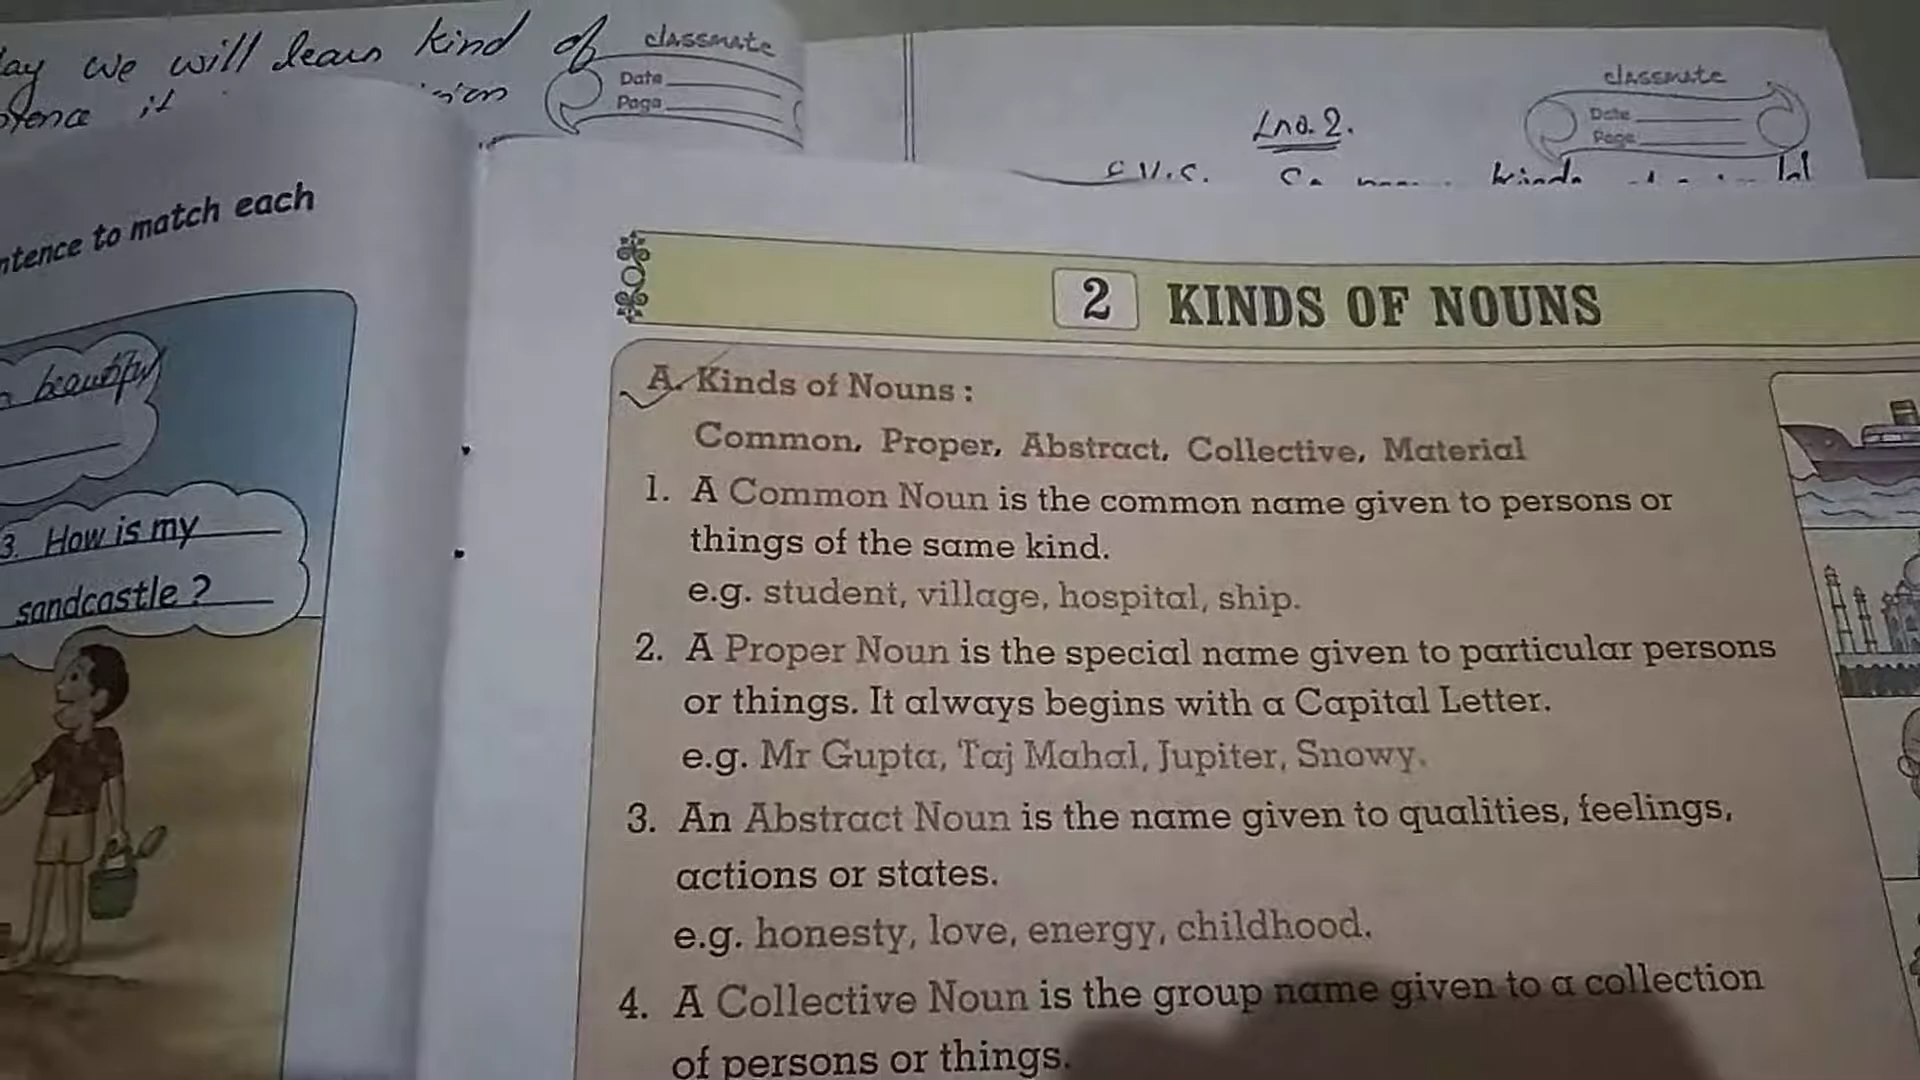 ay we will learn kind of
it
classmate
Date
Page
classmate
Date
Page
Lno. 2.
kinds
ntence to match each
beautiful
3. How is my
sandcastle ?
2 KINDS OF NOUNS
A. Kinds of Nouns :
Common, Proper, Abstract, Collective, Material
1. A Common Noun is the common name given to persons or
things of the same kind.
e.g. student, village, hospital, ship.
2. A Proper Noun is the special name given to particular persons
or things. It always begins with a Capital Letter.
e.g. Mr Gupta, Taj Mahal, Jupiter, Snowy.
3. An Abstract Noun is the name given to qualities, feelings,
actions or states.
e.g. honesty, love, energy, childhood.
4. A Collective Noun is the group name given to a collection
of persons or things.